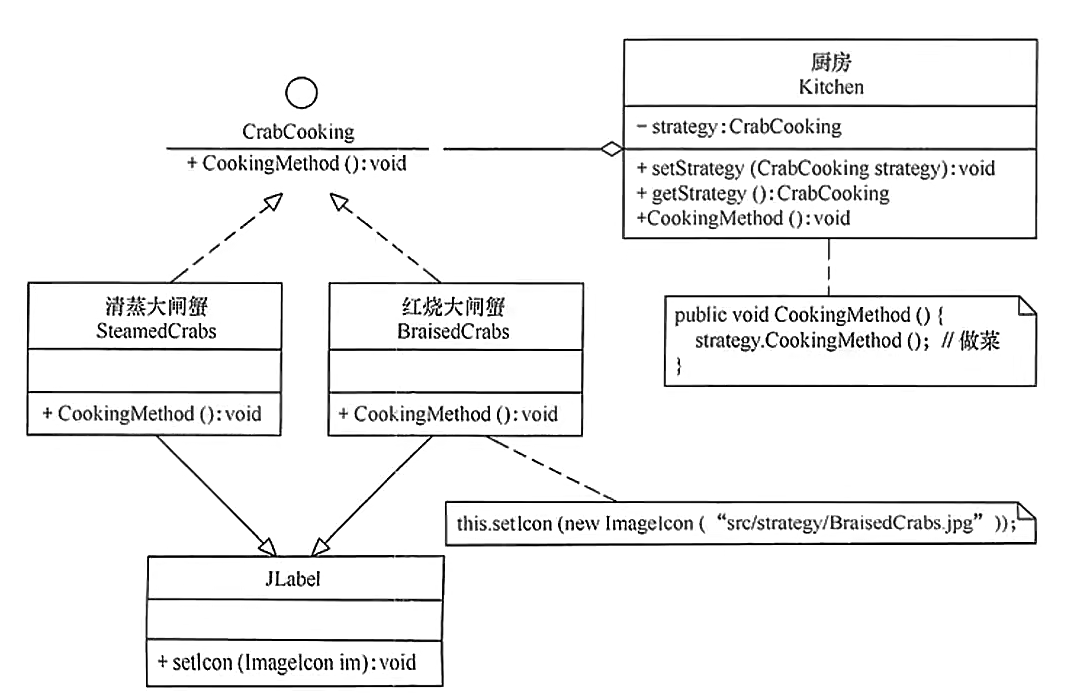 厨房
Kitchen
- strategy:CrabCooking
+ setStrategy (CrabCooking strategy):void
+ getStrategy ():CrabCooking
+CookingMethod ():void
CrabCooking
+ CookingMethod ():void
public void CookingMethod () {
strategy.CookingMethod (); // 做菜
}
清蒸大闸蟹
SteamedCrabs
+ CookingMethod ():void
红烧大闸蟹
BraisedCrabs
+ CookingMethod ():void
this.setIcon (new ImageIcon (“src/strategy/BraisedCrabs.jpg” ));
JLabel
+ setIcon (ImageIcon im):void